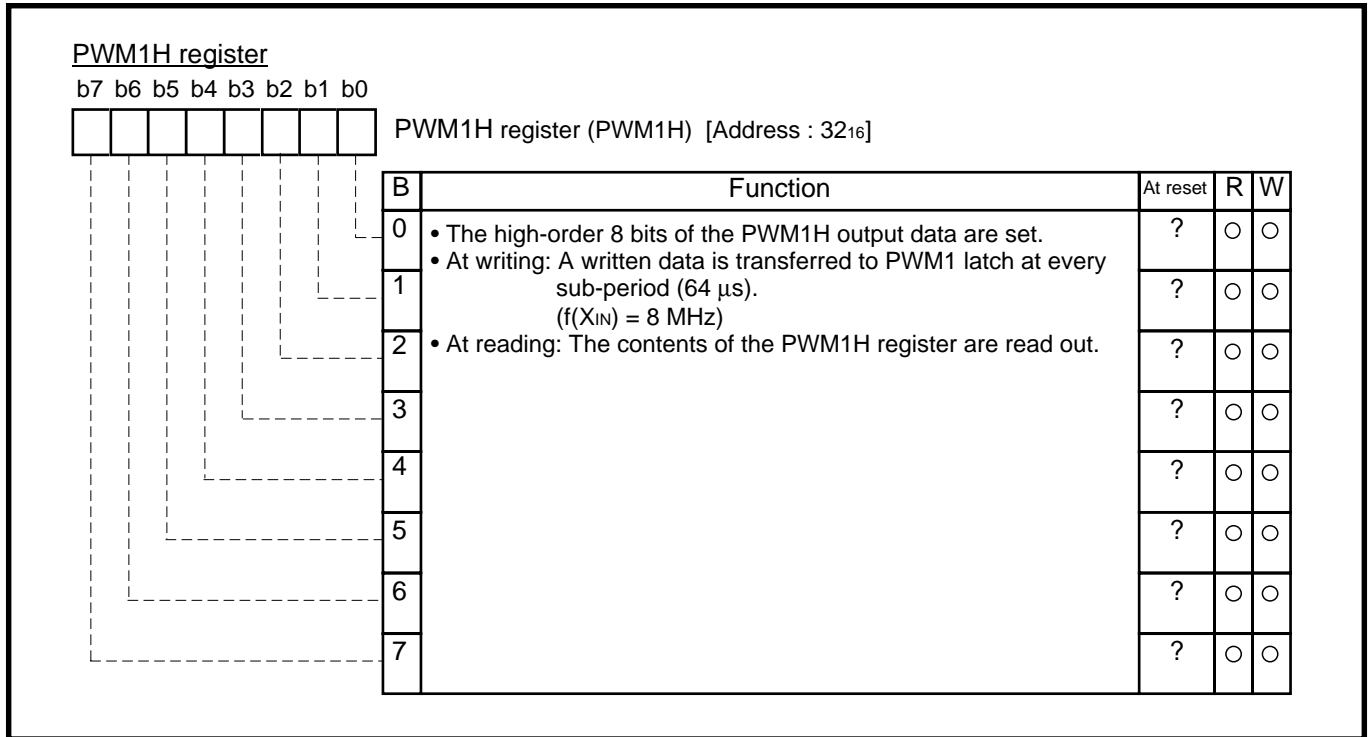 PWM1H register
b7 b6 b5 b4 b3 b2 b1 b0
PWM1H register (PWM1H) [Address : 3216]
B Function At reset R W
0 • The high-order 8 bits of the PWM1H output data are set. ? ○ ○
• At writing: A written data is transferred to PWM1 latch at every
1 sub-period (64 μs). ? ○ ○
(f(XIN) = 8 MHz)
2 • At reading: The contents of the PWM1H register are read out. ? ○ ○
3 ? ○ ○
4 ? ○ ○
5 ? ○ ○
6 ? ○ ○
7 ? ○ ○